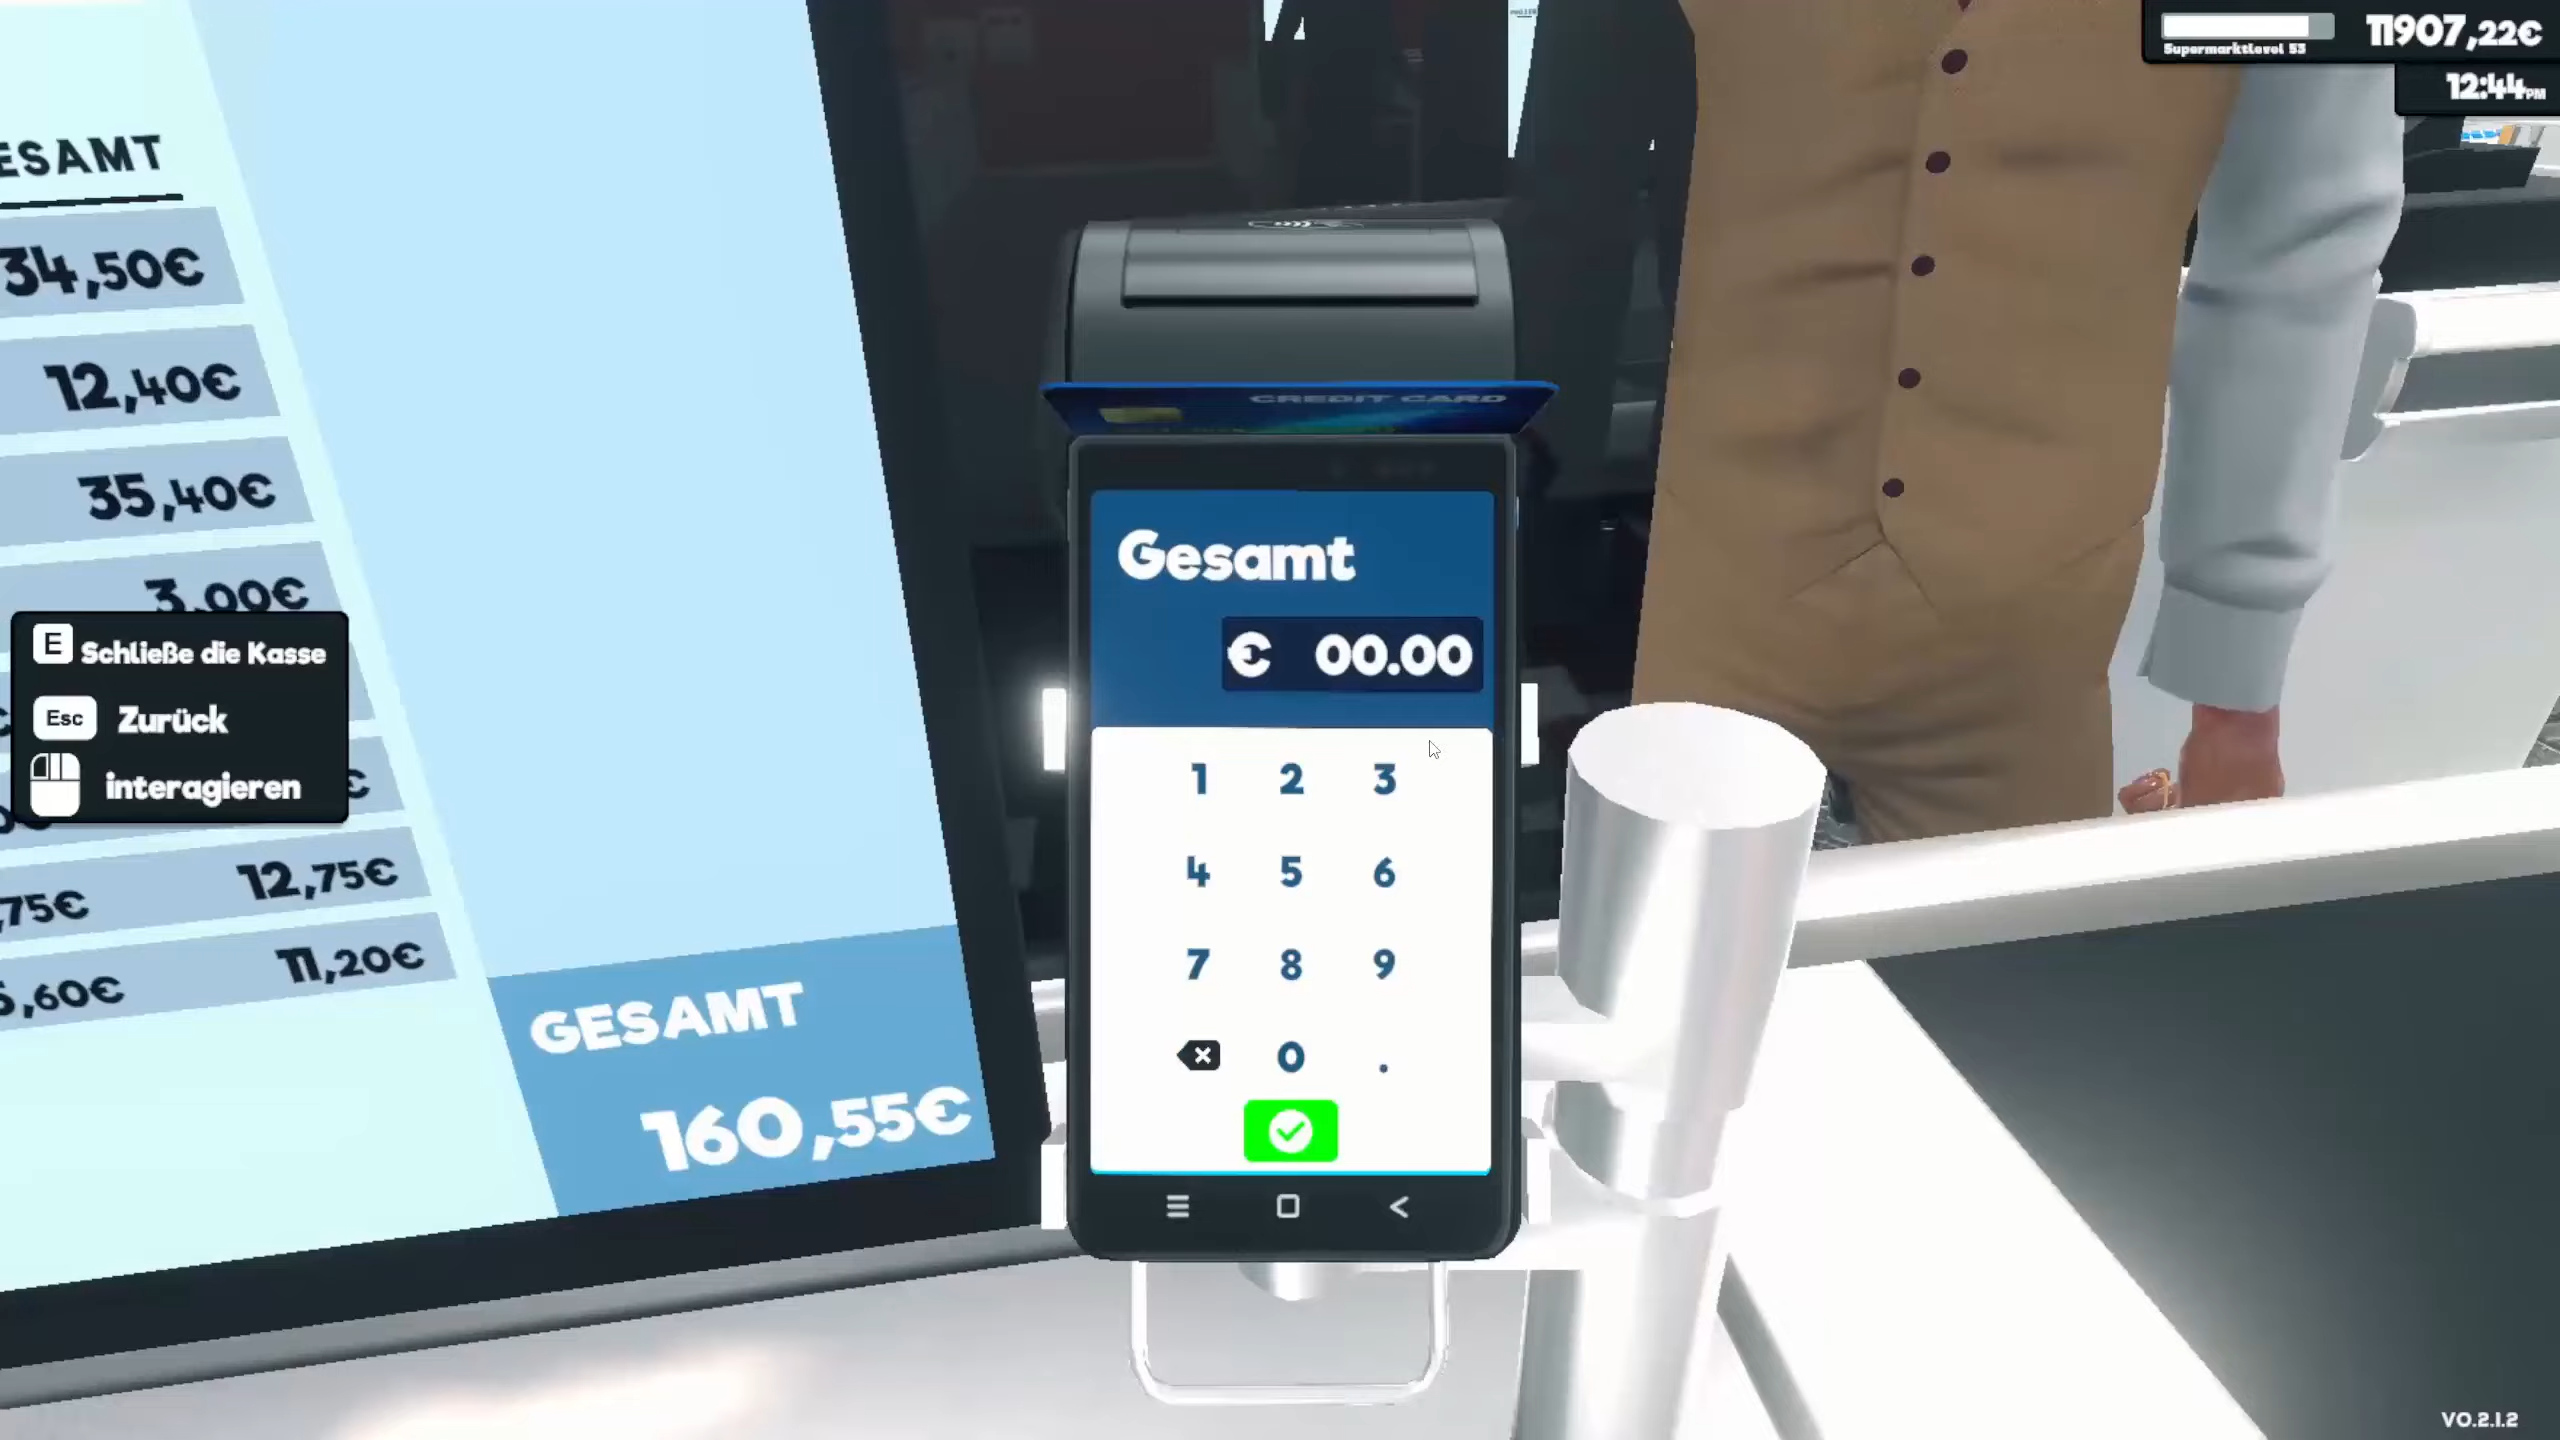 Supermarktlevel 53
11907,22€
12:44PM
ESAMT
34,50€
12,40€
35,40€
3,00€
E Schließe die Kasse
Esc Zurück
interagieren
€
,75€ 12,75€
,60€ 11,20€
GESAMT
160,55€
CREDIT CARD
Gesamt
€ 00.00
1 2 3
4 5 6
7 8 9
0 .
V0.2.1.2